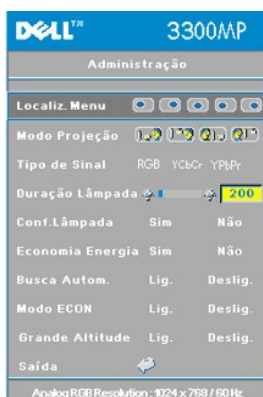 DELL™ 3300MP
Administração
Localiz. Menu
Modo Projeção
Tipo de Sinal RGB YCbCr YPbPr
Duração Lâmpada 200
Conf.Lâmpada Sim Não
Economia Energia Sim Não
Busca Autom. Lig. Deslig.
Modo ECON Lig. Deslig.
Grande Altitude Lig. Deslig.
Saída
Analog RGB Resolution : 1024 x 768 / 60 Hz